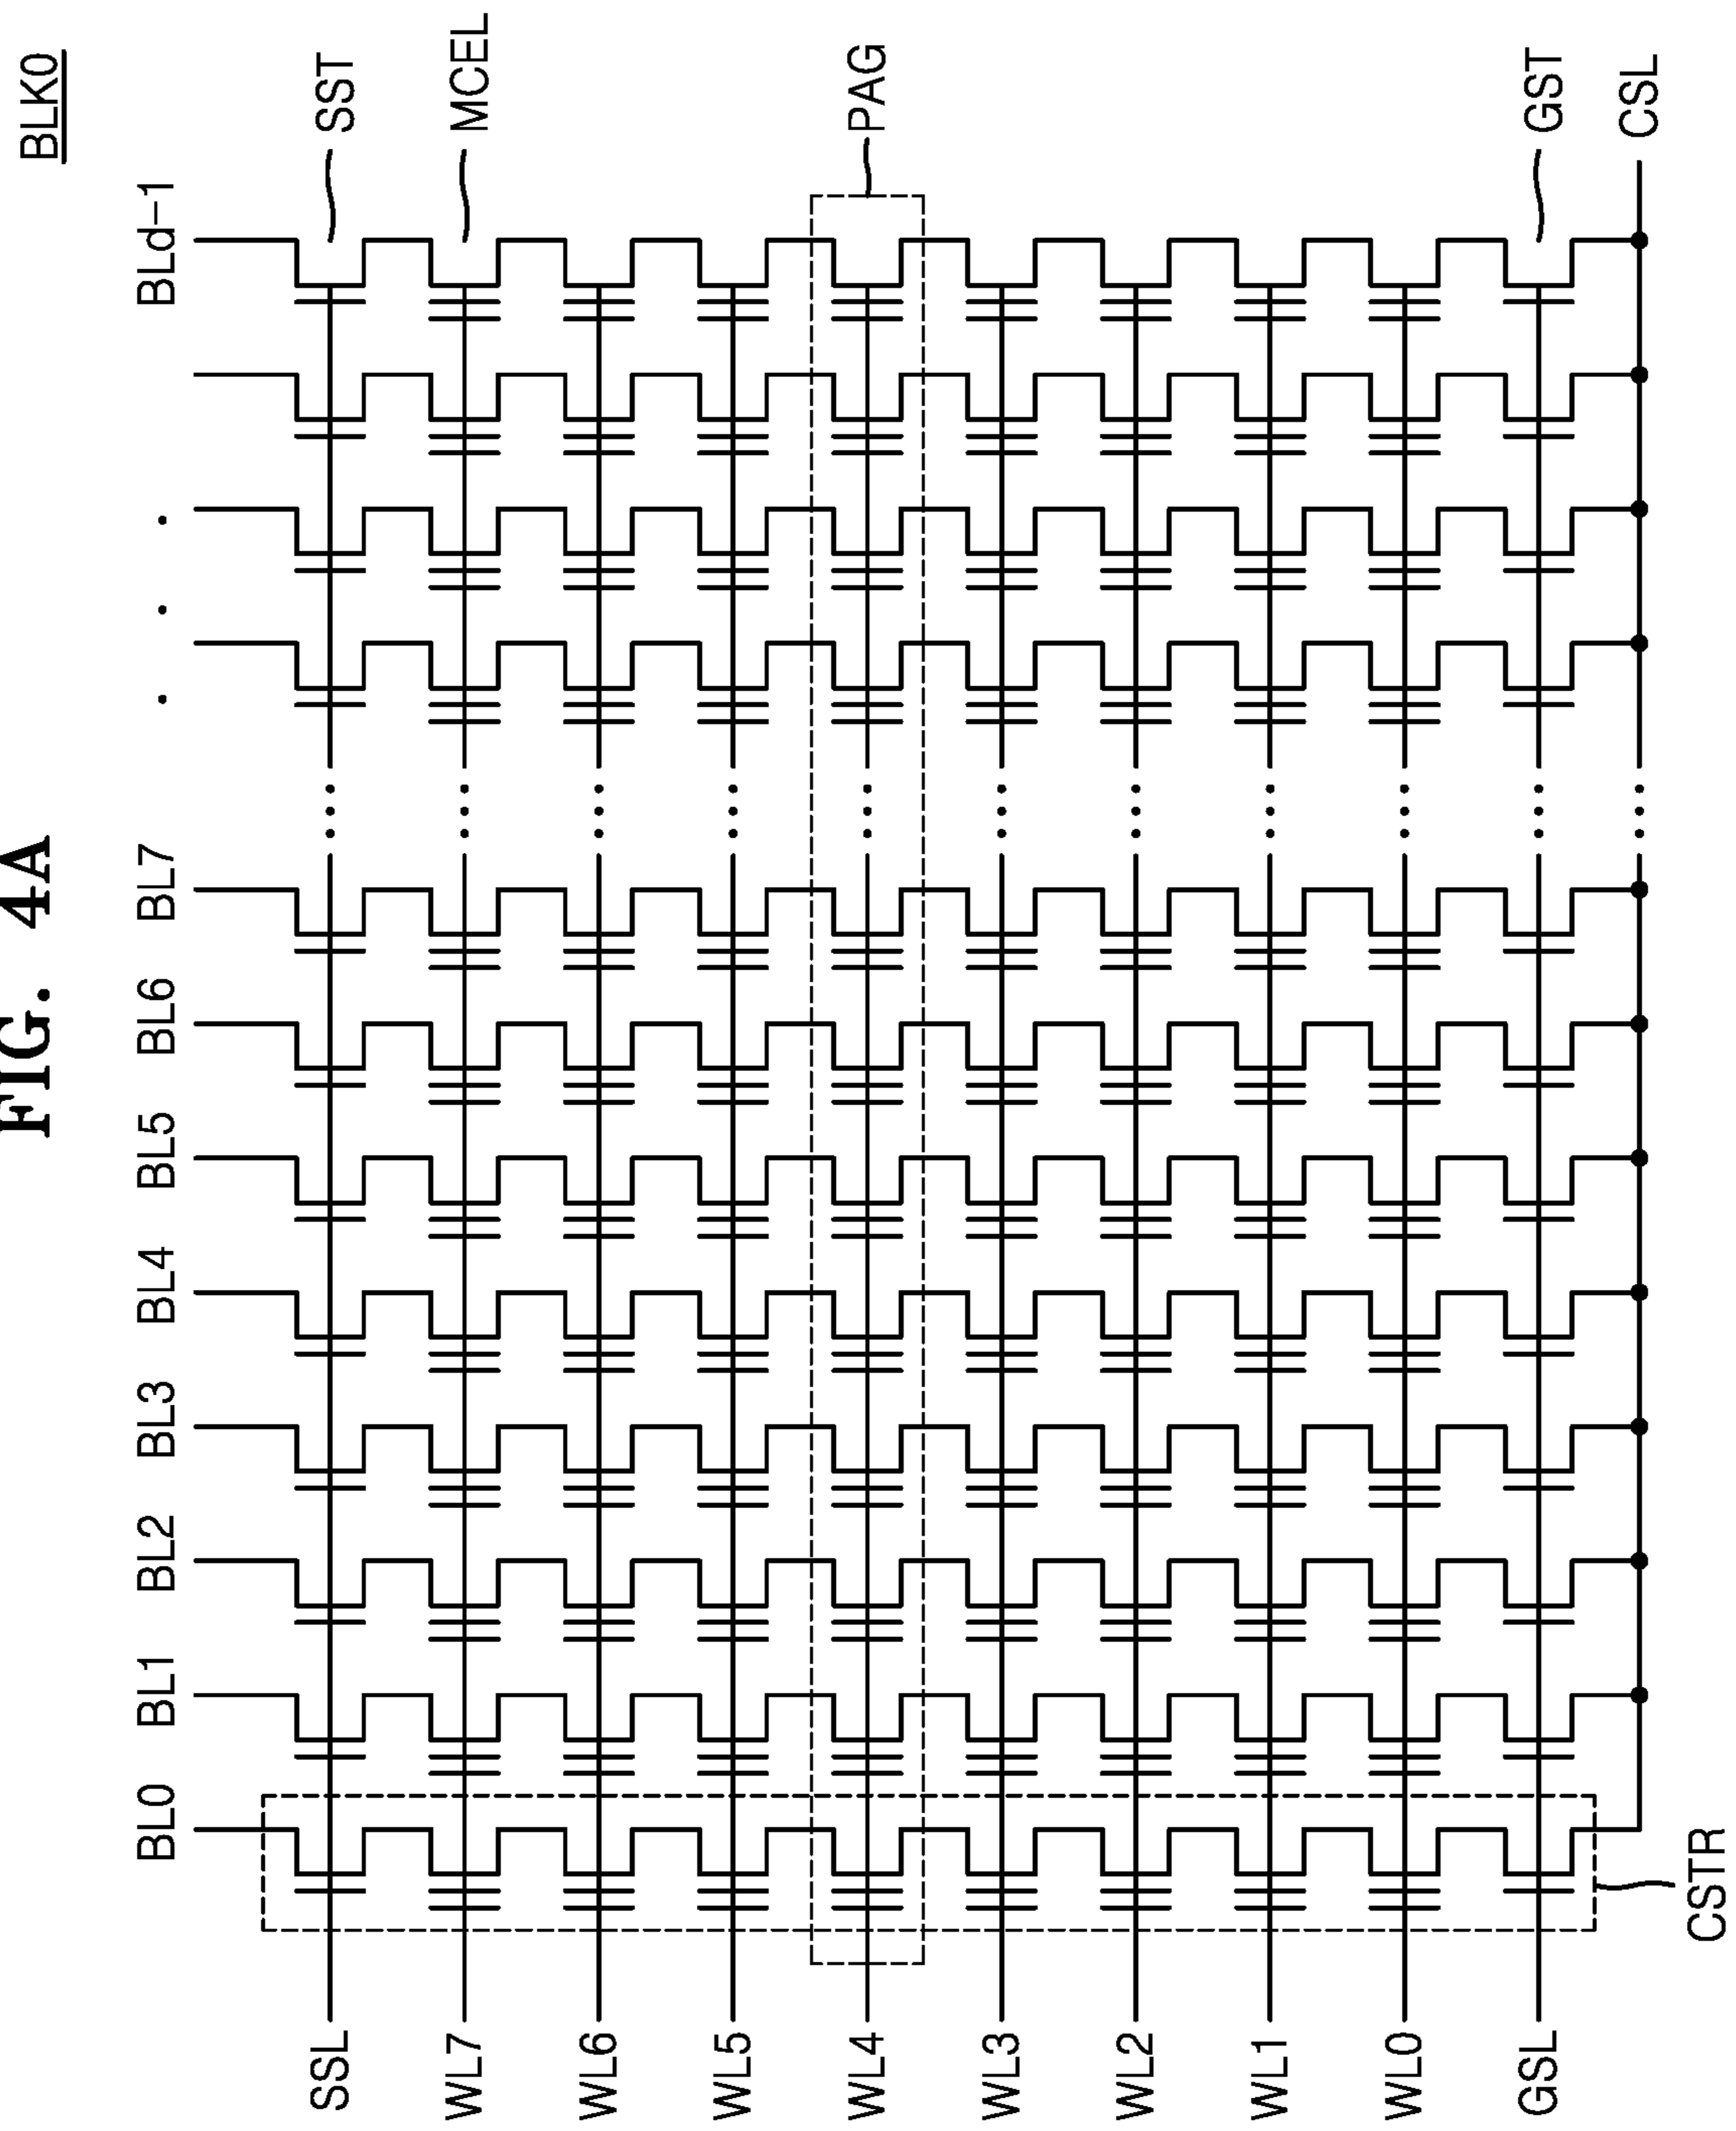 FIG. 4A
BLK0
BL0 BL1 BL2 BL3 BL4 BL5 BL6 BL7 . . . BLd-1
SSL SST
WL7 MCEL
WL6
WL5
WL4 PAG
WL3
WL2
WL1
WL0
GSL GST
CSL
CSTR